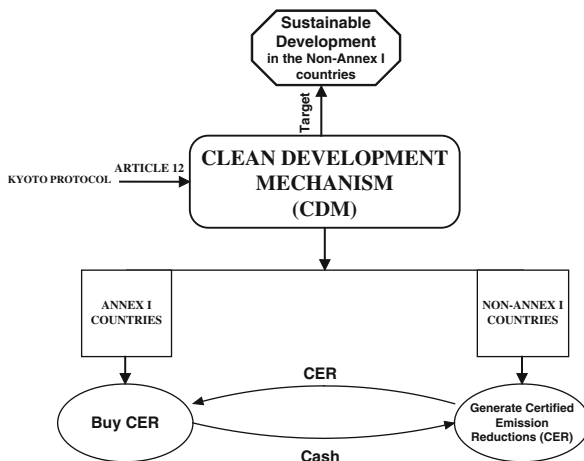 Sustainable
Development
in the Non-Annex I
countries
Target
ARTICLE 12
KYOTO PROTOCOL
CLEAN DEVELOPMENT
MECHANISM
(CDM)
ANNEX I
COUNTRIES
NON-ANNEX I
COUNTRIES
CER
Buy CER
Generate Certified
Emission
Reductions (CER)
Cash